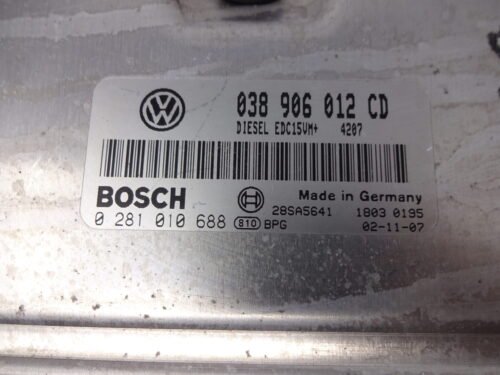 038 906 012 CD
DIESEL EDC15VM+ 4207
BOSCH
Made in Germany
28SA5641 1803 0195
0 281 010 688 810 BPG 02-11-07